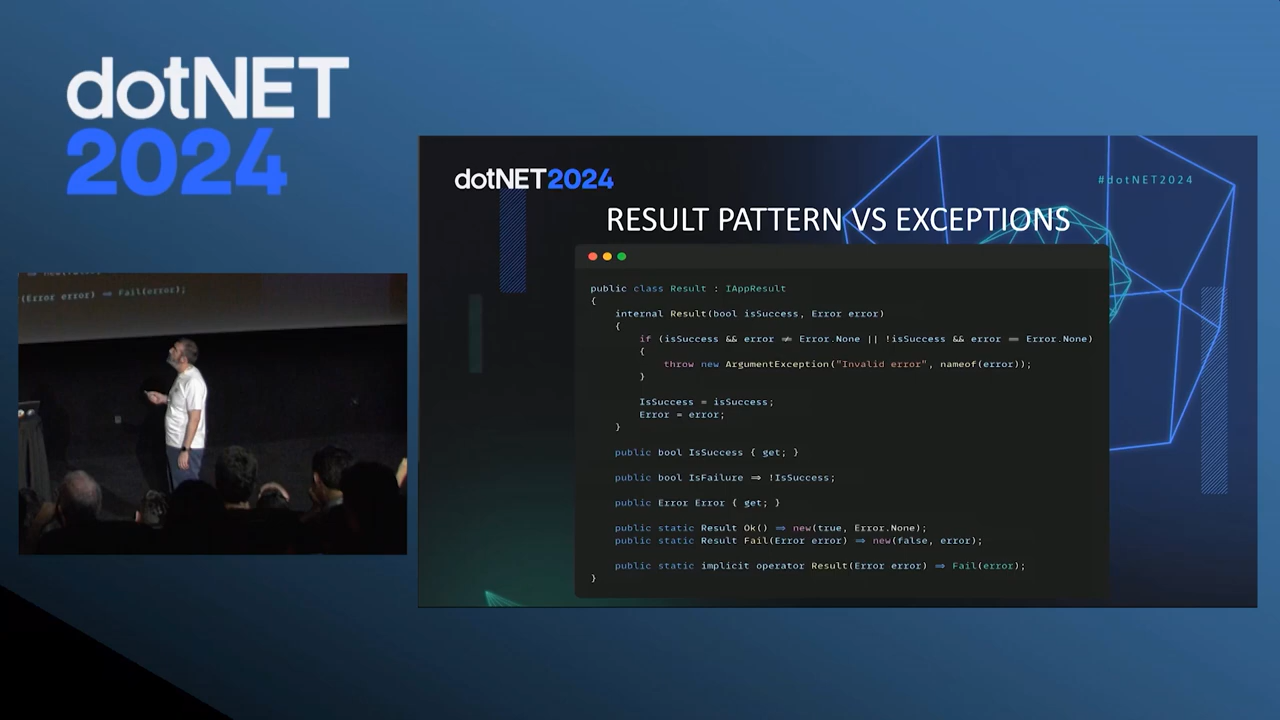 dotNET
2024
dotNET2024
#dotNET2024
RESULT PATTERN VS EXCEPTIONS
public class Result : IAppResult
{
internal Result(bool isSuccess, Error error)
{
if (isSuccess && error ≠ Error.None || !isSuccess && error == Error.None)
{
throw new ArgumentException("Invalid error", nameof(error));
}
IsSuccess = isSuccess;
Error = error;
}
public bool IsSuccess { get; }
public bool IsFailure ⇒ !IsSuccess;
public Error Error { get; }
public static Result Ok() ⇒ new(true, Error.None);
public static Result Fail(Error error) ⇒ new(false, error);
public static implicit operator Result(Error error) ⇒ Fail(error);
}
(Error error) ⇒ Fail(error);